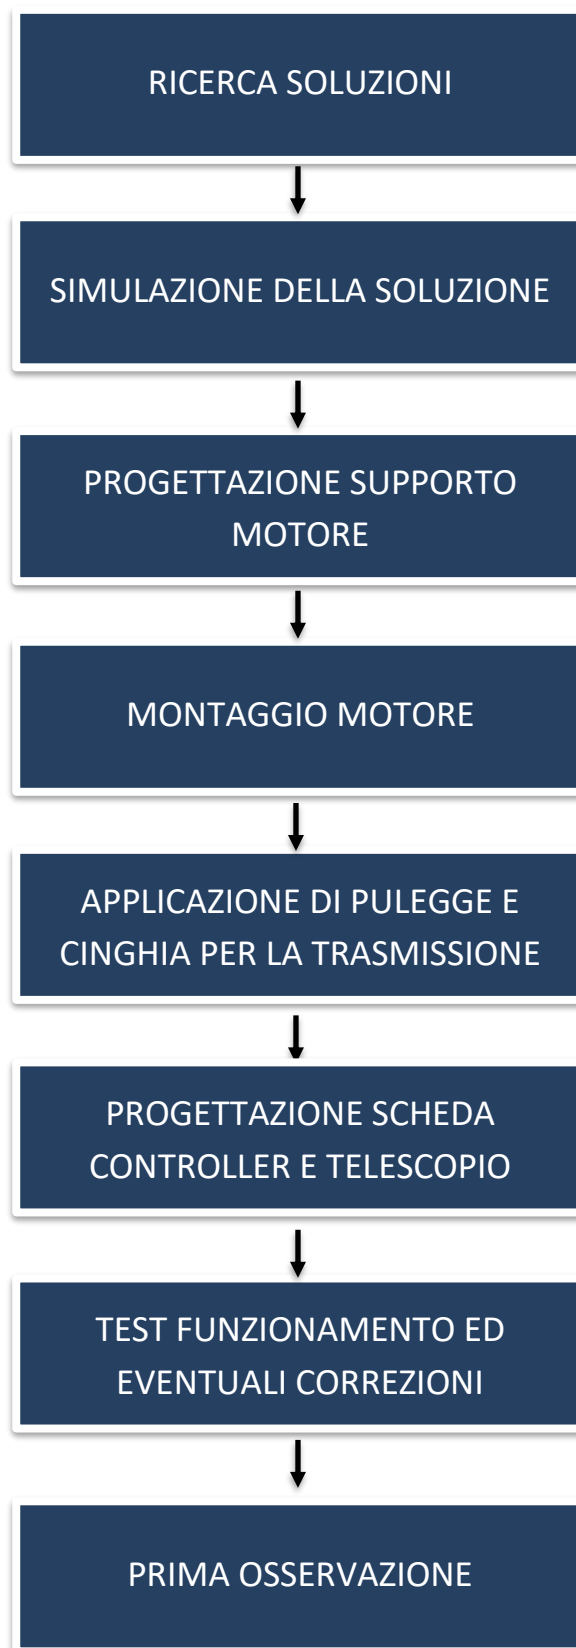 RICERCA SOLUZIONI
SIMULAZIONE DELLA SOLUZIONE
PROGETTAZIONE SUPPORTO
MOTORE
MONTAGGIO MOTORE
APPLICAZIONE DI PULEGGE E
CINGHIA PER LA TRASMISSIONE
PROGETTAZIONE SCHEDA
CONTROLLER E TELESCOPIO
TEST FUNZIONAMENTO ED
EVENTUALI CORREZIONI
PRIMA OSSERVAZIONE